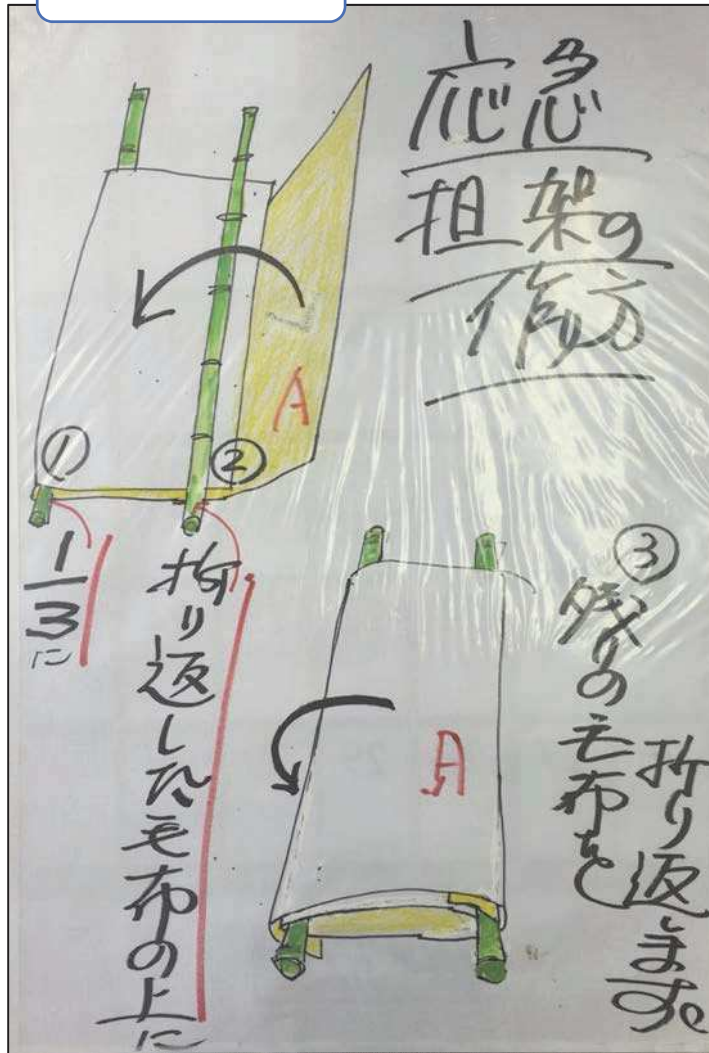 応急
担架の
作り方
①
1/3に
②
折り返した毛布の上に
A
③
残りの毛布を
折り返します。
A